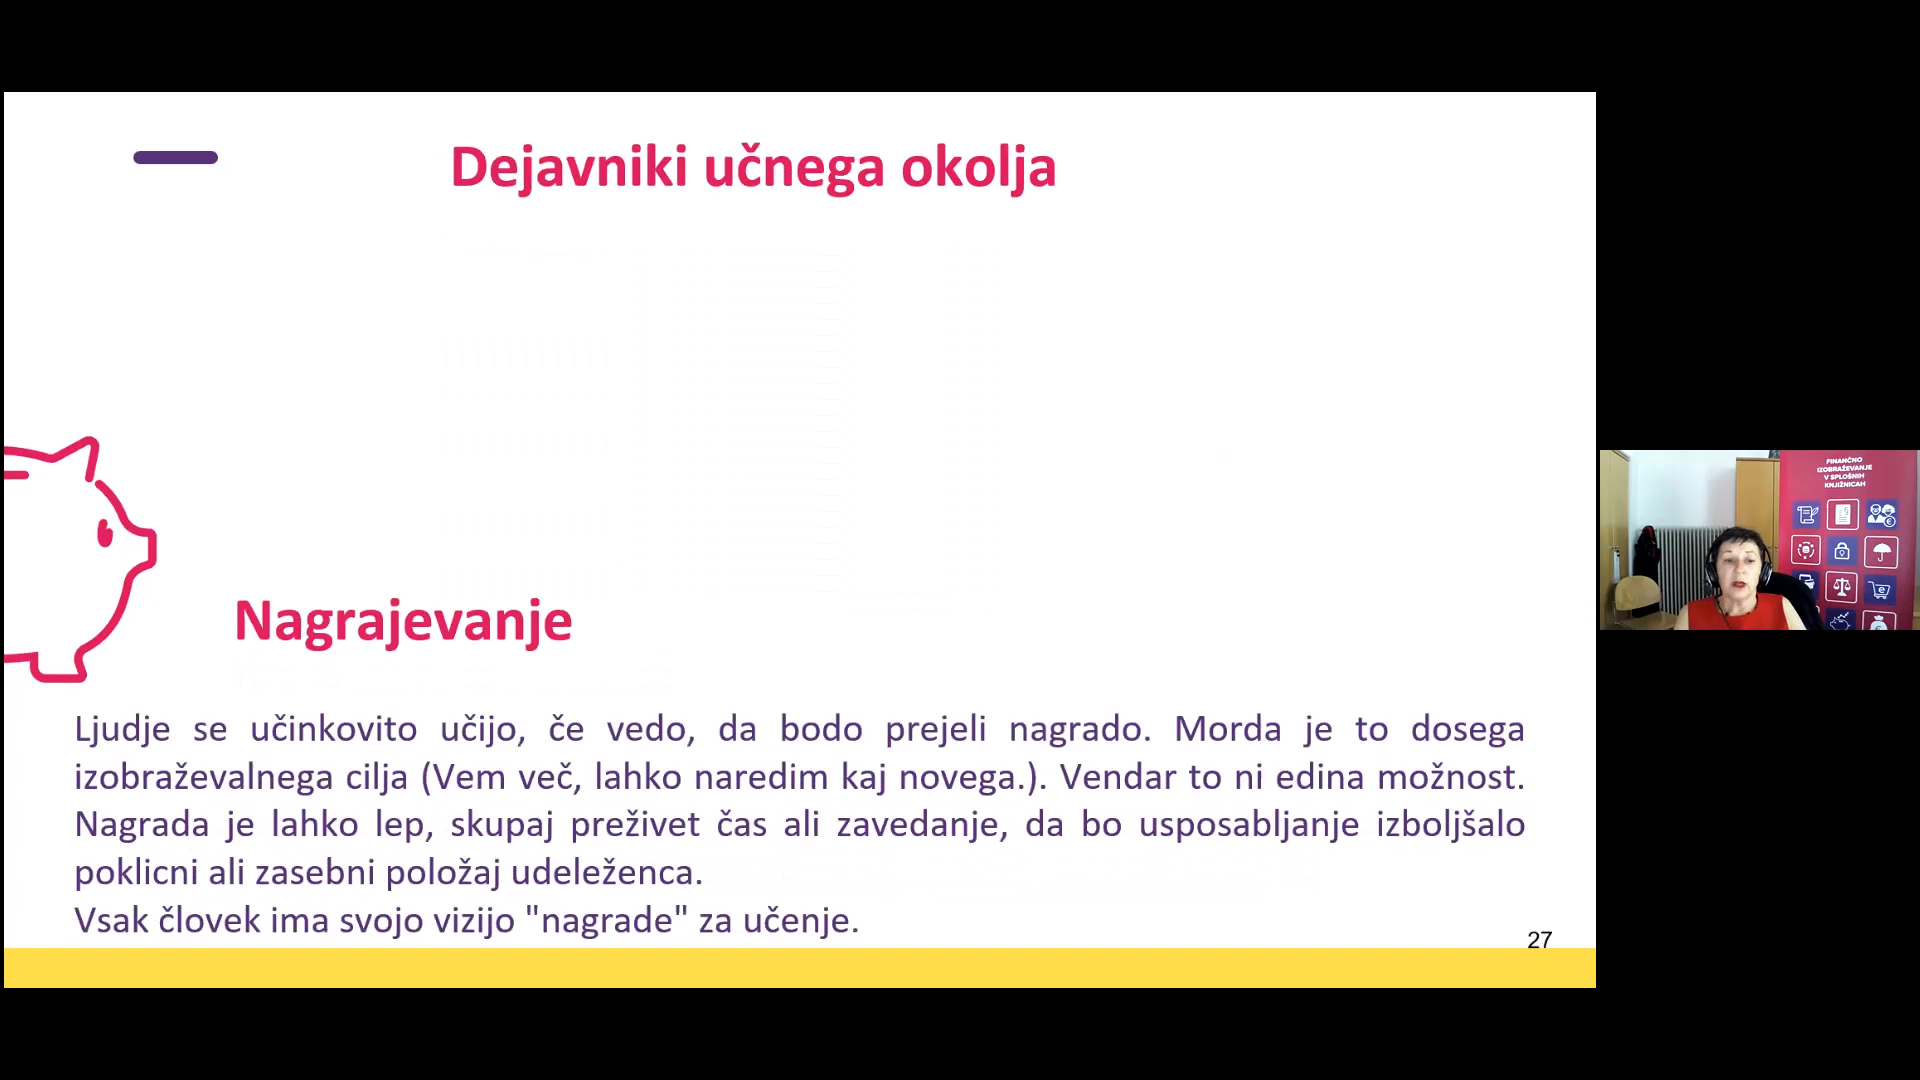 Dejavniki učnega okolja
Nagrajevanje
Ljudje se učinkovito učijo, če vedo, da bodo prejeli nagrado. Morda je to dosega
izobraževalnega cilja (Vem več, lahko naredim kaj novega.). Vendar to ni edina možnost.
Nagrada je lahko lep, skupaj preživet čas ali zavedanje, da bo usposabljanje izboljšalo
poklicni ali zasebni položaj udeleženca.
Vsak človek ima svojo vizijo "nagrade" za učenje.
27
FINANČNO
IZOBRAŽEVANJE
V SPLOŠNIH
KNJIŽNICAH